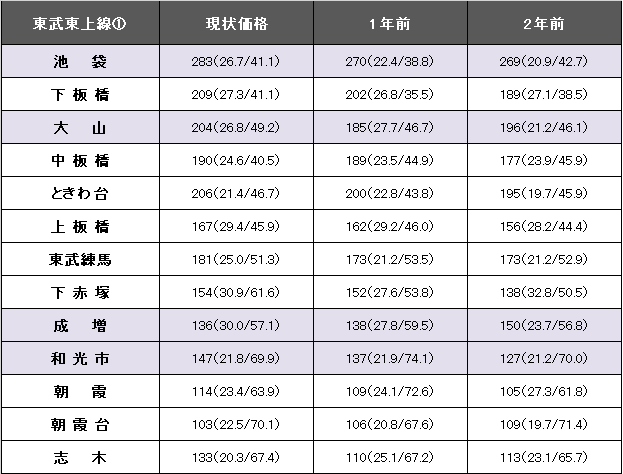 東武東上線① 現状価格 1年前 2年前
池袋 283(26.7/41.1) 270(22.4/38.8) 269(20.9/42.7)
下板橋 209(27.3/41.1) 202(26.8/35.5) 189(27.1/38.5)
大山 204(26.8/49.2) 185(27.7/46.7) 196(21.2/46.1)
中板橋 190(24.6/40.5) 189(23.5/44.9) 177(23.9/45.9)
ときわ台 206(21.4/46.7) 200(22.8/43.8) 195(19.7/45.9)
上板橋 167(29.4/45.9) 162(29.2/46.0) 156(28.2/44.4)
東武練馬 181(25.0/51.3) 173(21.2/53.5) 173(21.2/52.9)
下赤塚 154(30.9/61.6) 152(27.6/53.8) 138(32.8/50.5)
成増 136(30.0/57.1) 138(27.8/59.5) 150(23.7/56.8)
和光市 147(21.8/69.9) 137(21.9/74.1) 127(21.2/70.0)
朝霞 114(23.4/63.9) 109(24.1/72.6) 105(27.3/61.8)
朝霞台 103(22.5/70.1) 106(20.8/67.6) 109(19.7/71.4)
志木 133(20.3/67.4) 110(25.1/67.2) 113(23.1/65.7)